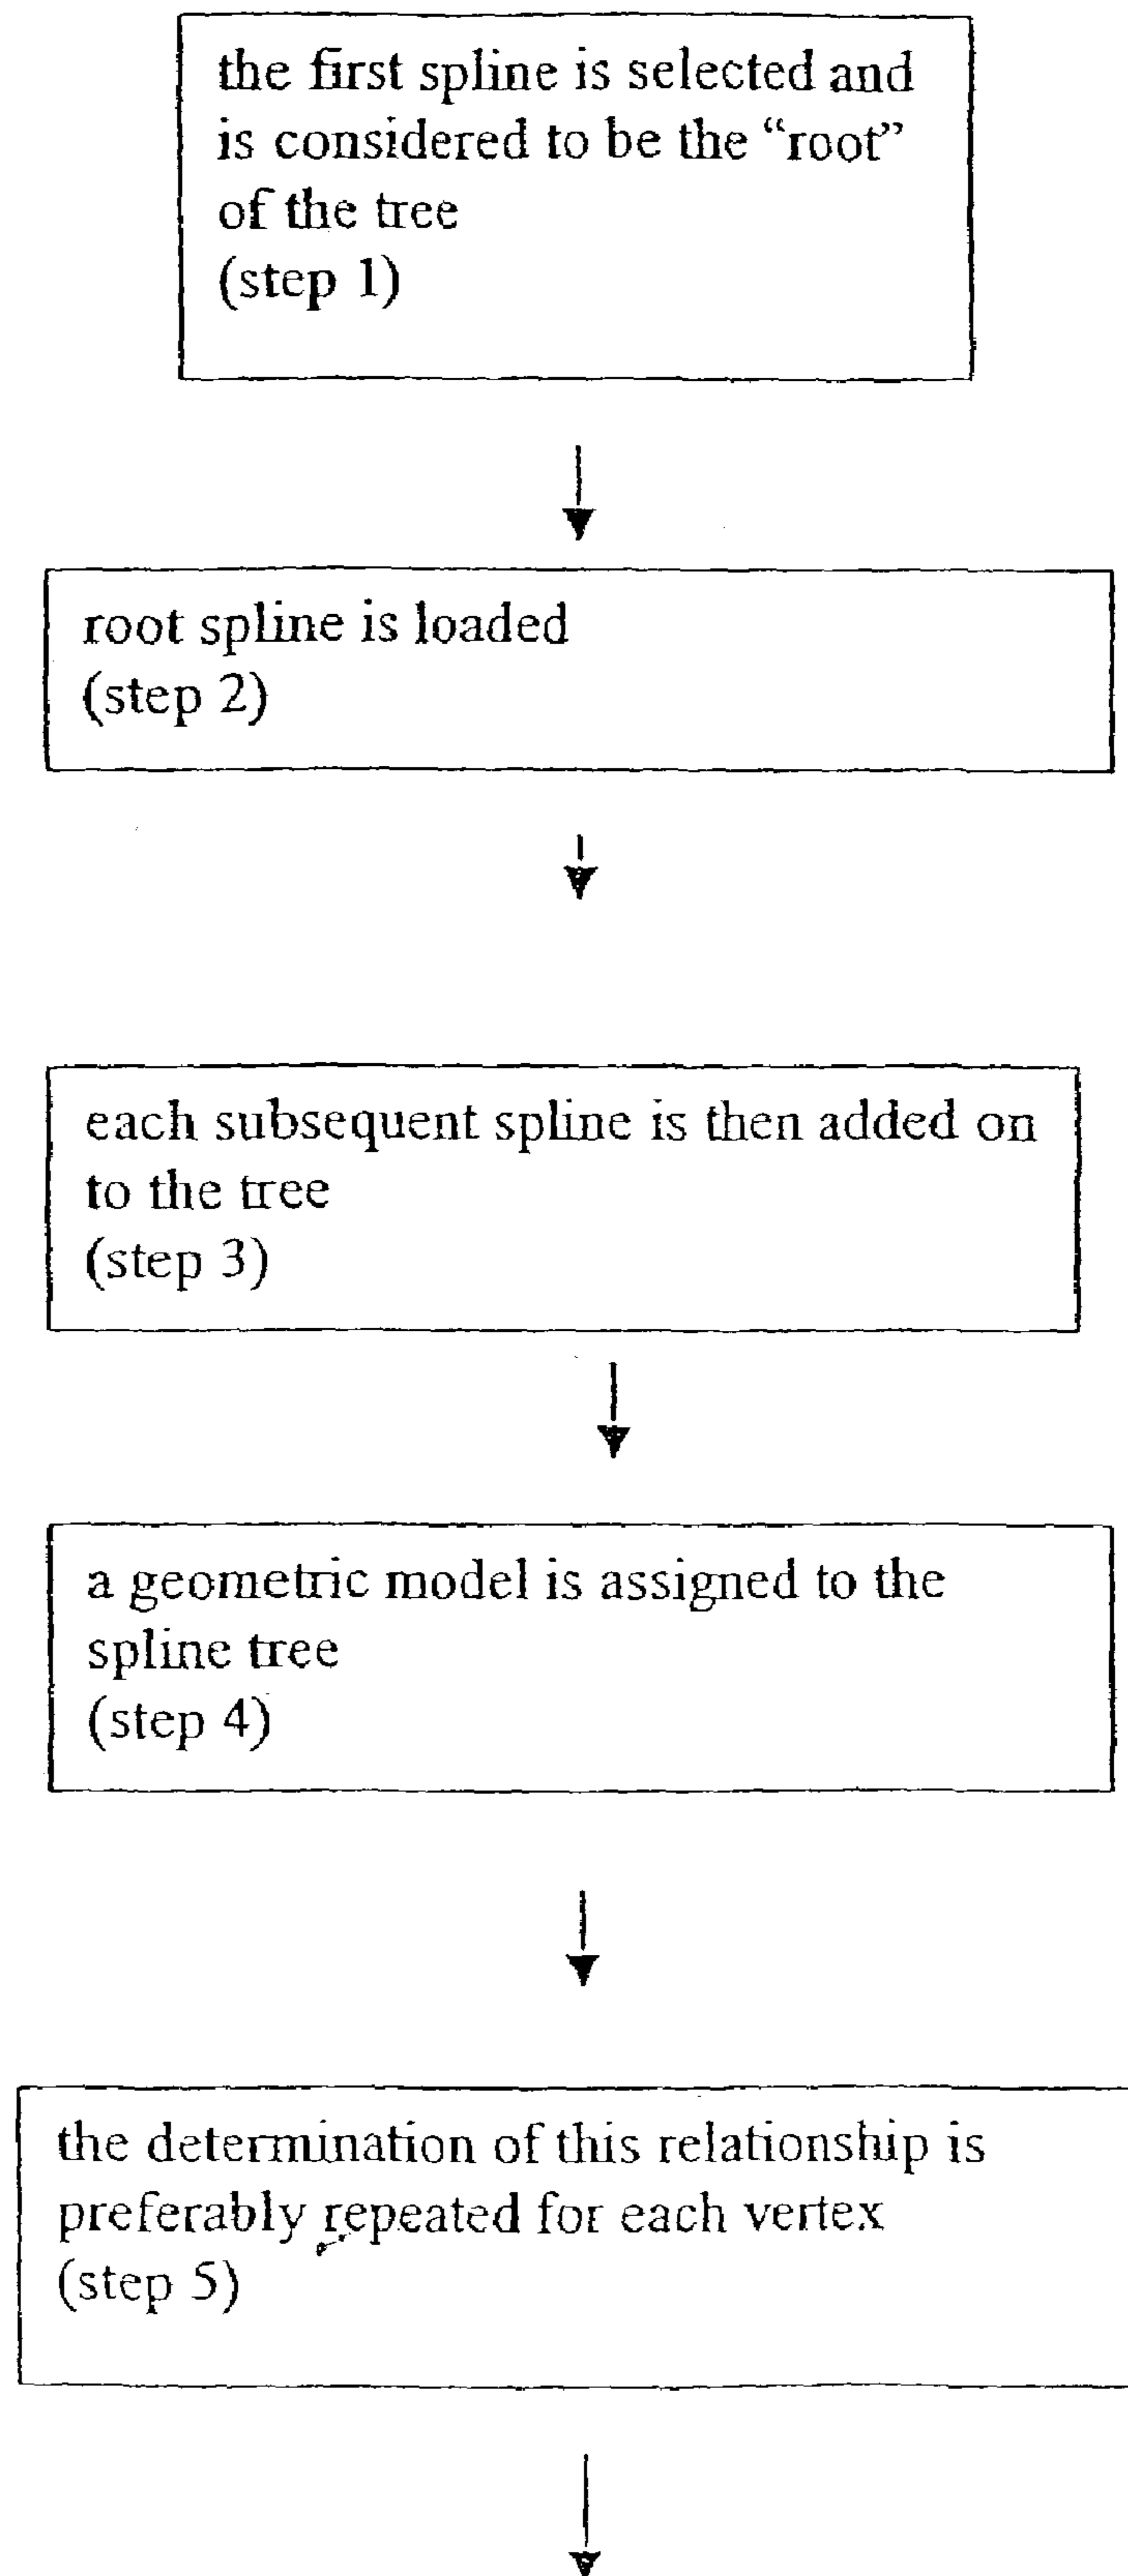 the first spline is selected and
is considered to be the “root”
of the tree
(step 1)
root spline is loaded
(step 2)
each subsequent spline is then added on
to the tree
(step 3)
a geometric model is assigned to the
spline tree
(step 4)
the determination of this relationship is
preferably repeated for each vertex
(step 5)